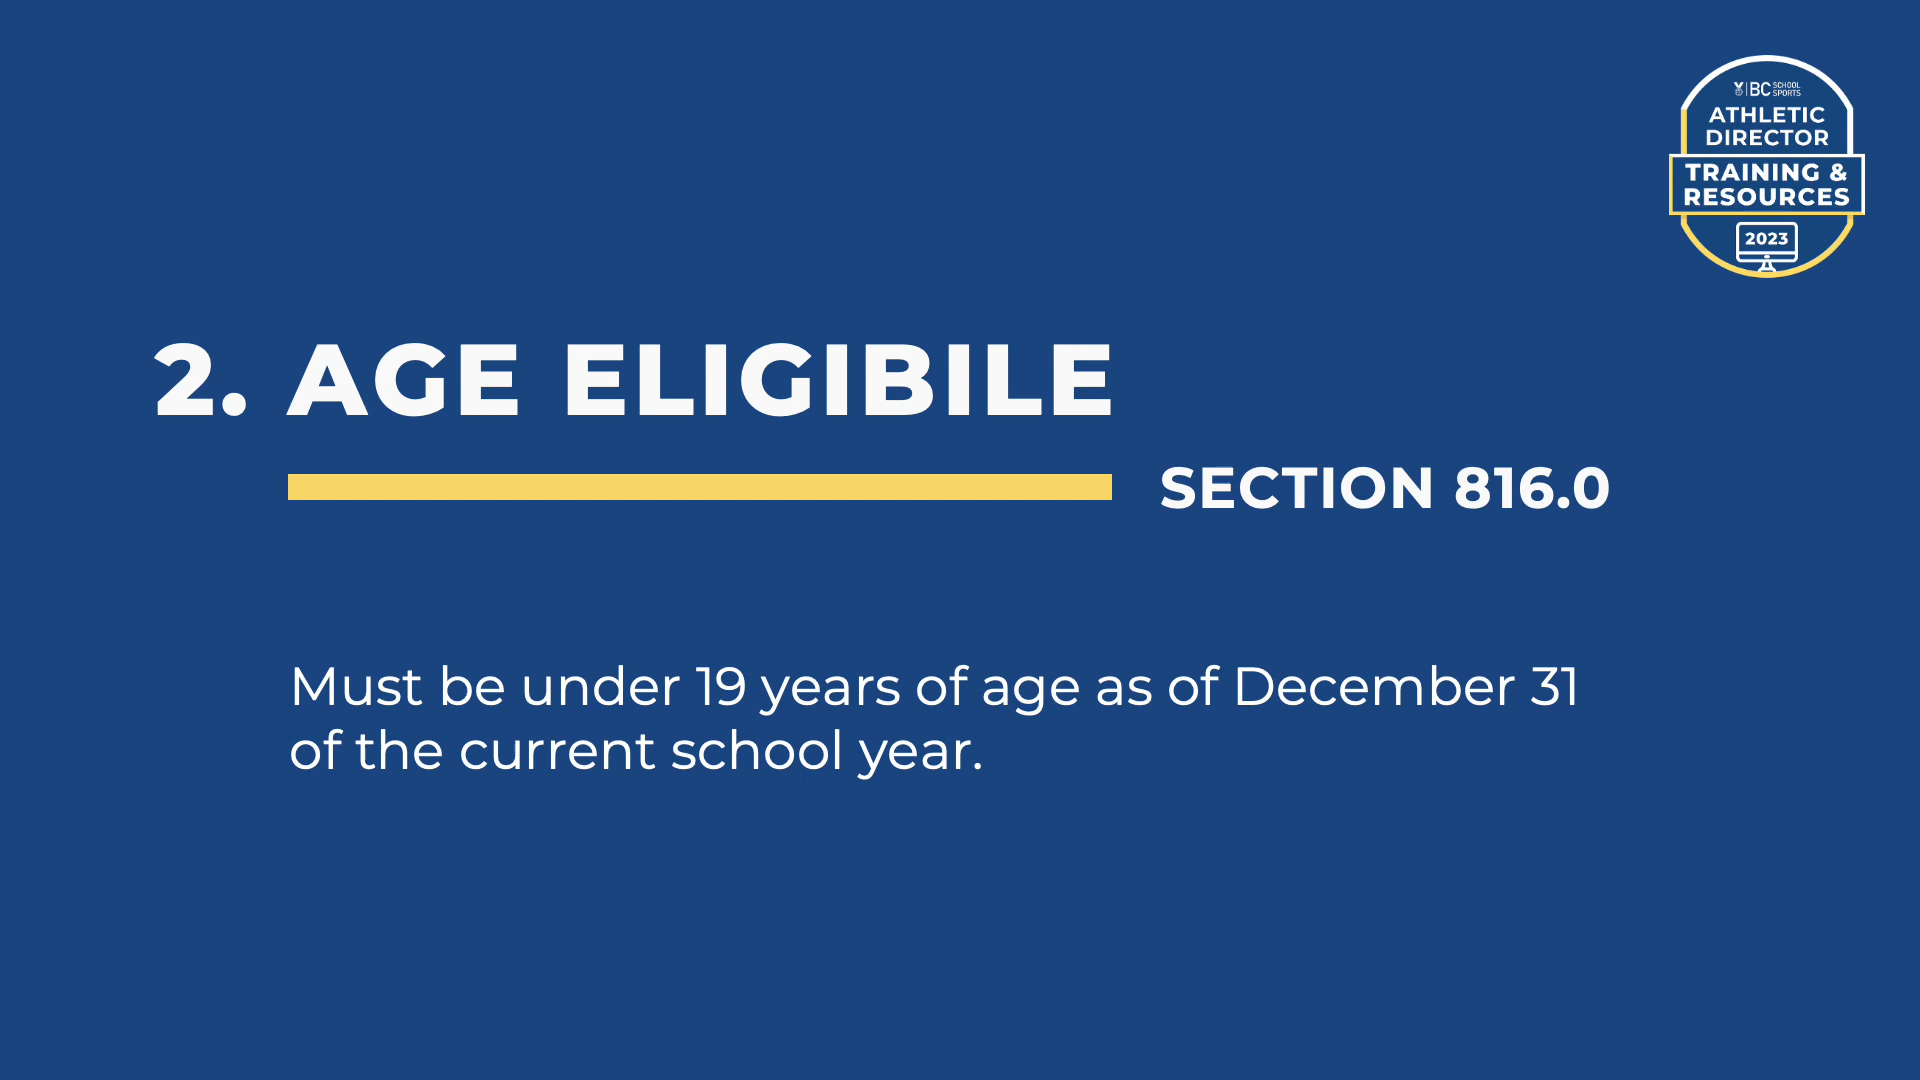 BC SCHOOL SPORTS
ATHLETIC
DIRECTOR
TRAINING &
RESOURCES
2023
2. AGE ELIGIBILE
SECTION 816.0
Must be under 19 years of age as of December 31
of the current school year.